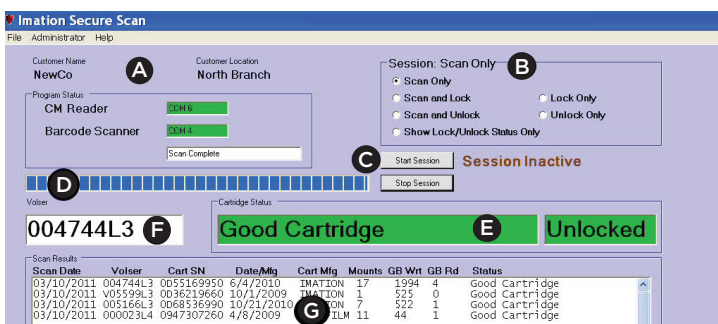 Imation Secure Scan
File Administrator Help
Customer Name
NewCo
A
Customer Location
North Branch
Program Status
CM Reader
COM 6
Barcode Scanner
COM 4
Scan Complete
Session: Scan Only
B
Scan Only
Scan and Lock
Lock Only
Scan and Unlock
Unlock Only
Show Lock/Unlock Status Only
C
Start Session
Session Inactive
Stop Session
D
Volser
004744L3
F
Cartridge Status
Good Cartridge
E
Unlocked
Scan Results
Scan Date Volser Cart SN Date/Mfg Cart Mfg Mounts GB Wrt GB Rd Status
03/10/2011 004744L3 0D55169950 6/4/2010 IMATION 17 1994 4 Good Cartridge
03/10/2011 V05599L3 0D36219660 10/1/2009 IMATION 1 525 0 Good Cartridge
03/10/2011 005166L3 0D68536990 10/21/2010 ION 7 522 1 Good Cartridge
03/10/2011 000023L4 0947307260 4/8/2009 ILM 11 44 1 Good Cartridge
G